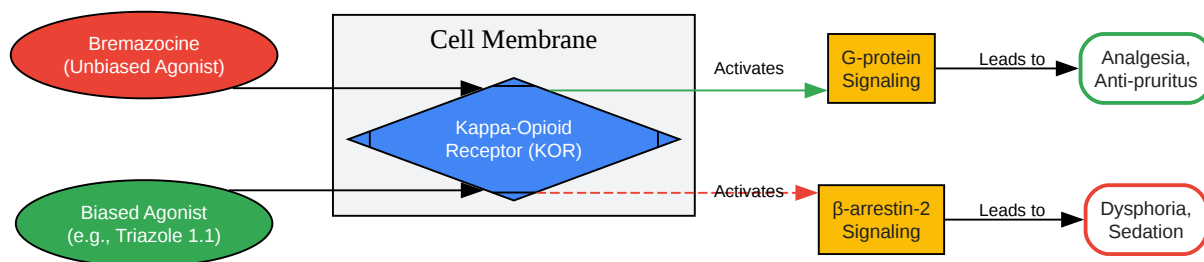 Bremazocine
(Unbiased Agonist)
Cell Membrane
Kappa-Opioid
Receptor (KOR)
Activates
G-protein
Signaling
Leads to
Analgesia,
Anti-pruritus
Biased Agonist
(e.g., Triazole 1.1)
Activates
β-arrestin-2
Signaling
Leads to
Dysphoria,
Sedation